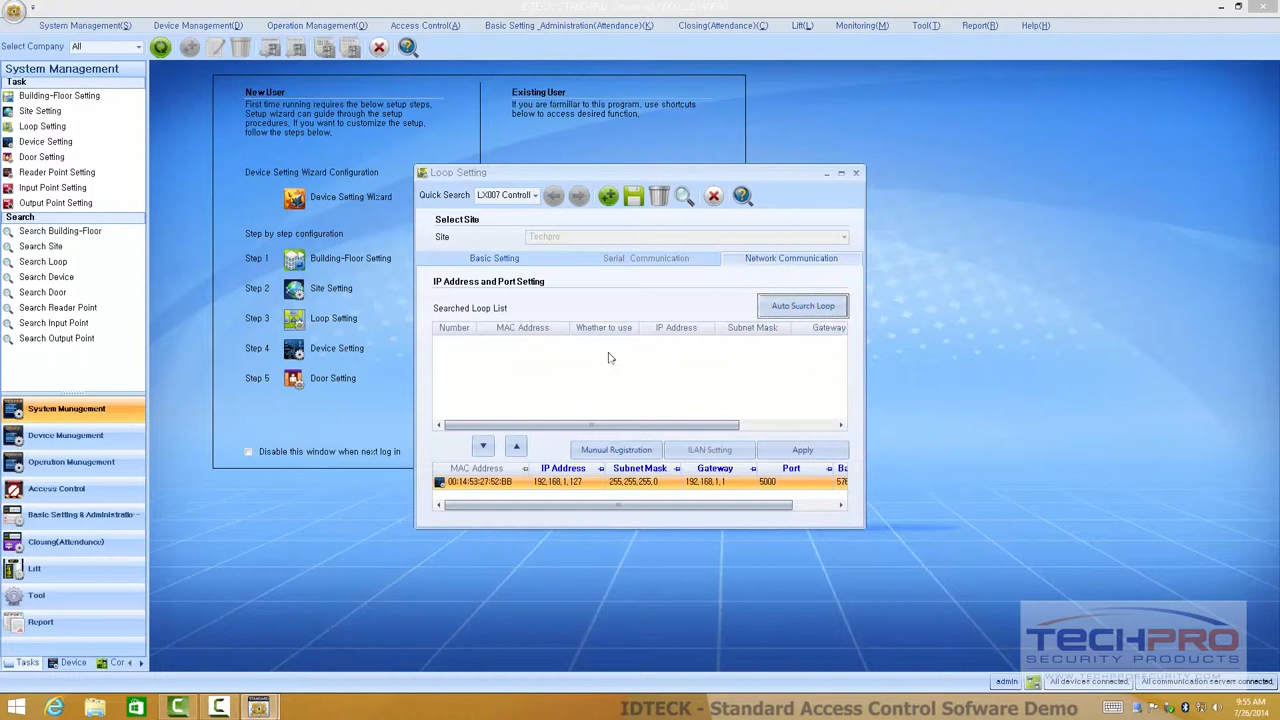 System Management(S) Device Management(D) Operation Management(O) Access Control(A) Basic Setting _Administration(Attendance)(K) Closing(Attendance)(C) Lift(L) Monitoring(M) Tool(T) Report(R) Help(H)
Select Company All
System Management
Task
Building-Floor Setting
Site Setting
Loop Setting
Device Setting
Door Setting
Reader Point Setting
Input Point Setting
Output Point Setting
Search
Search Building-Floor
Search Site
Search Loop
Search Device
Search Door
Search Reader Point
Search Input Point
Search Output Point
System Management
Device Management
Operation Management
Access Control
Basic Setting & Administratio
Closing(Attendance)
Lift
Tool
Report
Tasks Device Cor
New User
First time running requires the below setup steps,
Setup wizard can guide through the setup
procedures, If you want to customize the setup,
follow the steps below,
Existing User
If you are farmiliar to this program, use shortcuts
below to access desired function,
Device Setting Wizard Configuration
Device Setting Wizard
Step by step configuration
Step 1 Building-Floor Setting
Step 2 Site Setting
Step 3 Loop Setting
Step 4 Device Setting
Step 5 Door Setting
Disable this window when next log in
Loop Setting
Quick Search LX007 Controll
Select Site
Site Techpro
Basic Setting Serial Communication Network Communication
IP Address and Port Setting
Searched Loop List Auto Search Loop
Number MAC Address Whether to use IP Address Subnet Mask Gateway
Manual Registration ILAN Setting Apply
MAC Address IP Address Subnet Mask Gateway Port Ba
00:14:53:27:52:BB 192,168,1,127 255,255,255,0 192,168,1,1 5000 576
TECHPRO
SECURITY PRODUCTS
WWW.TECHPROSECURITY.COM
admin All devices connected, All communication servers connected,
9:55 AM
7/26/2014
IDTECK - Standard Access Control Sofware Demo